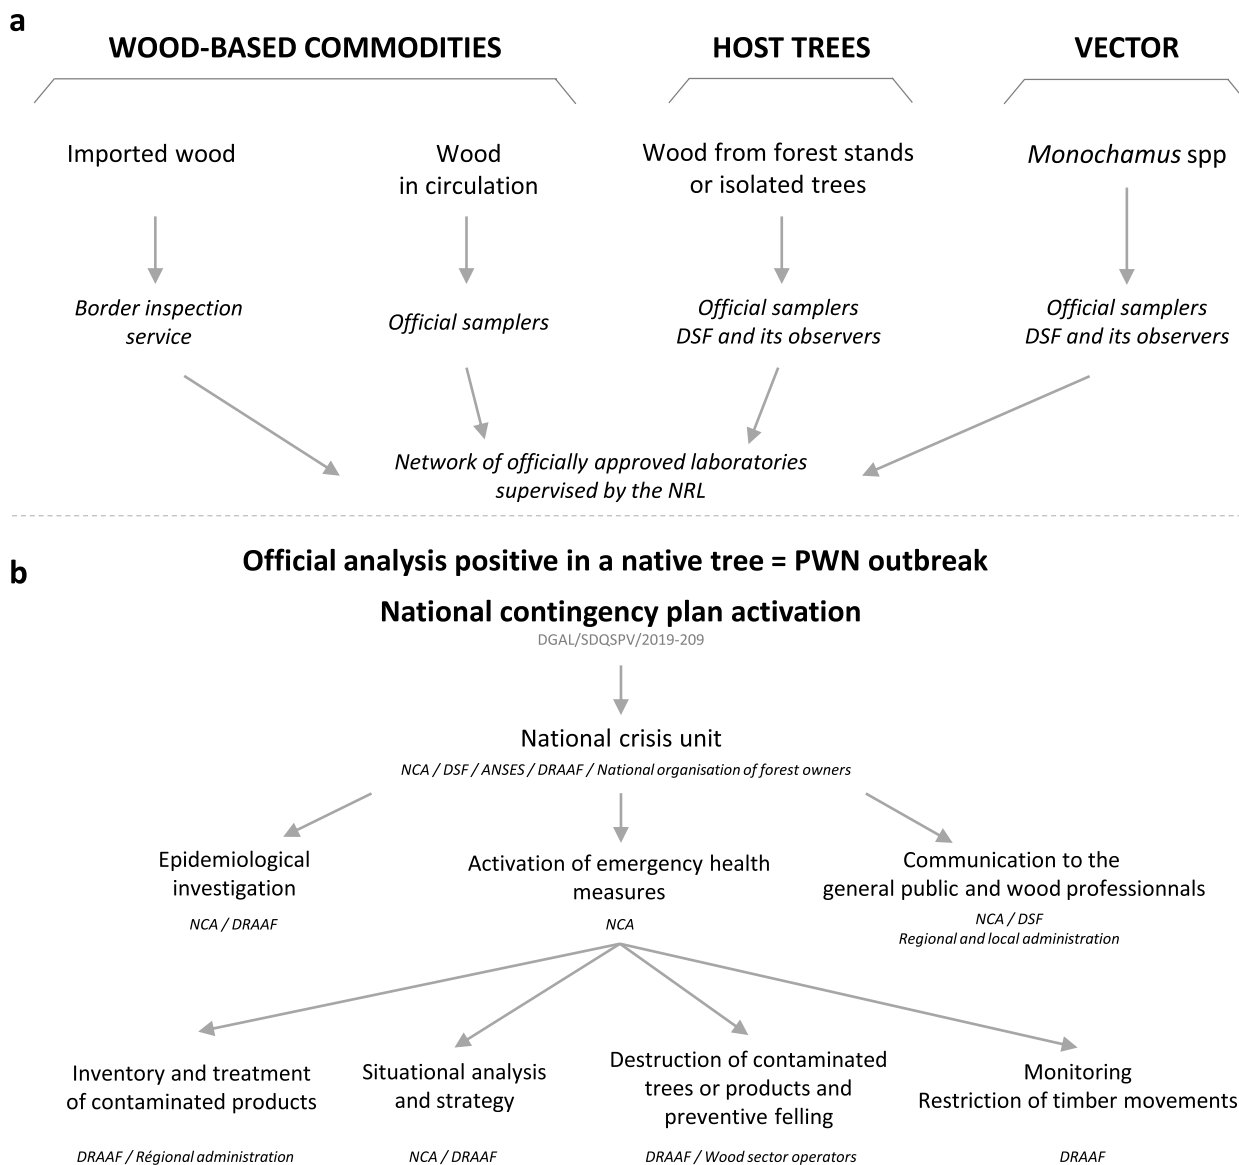 a
WOOD-BASED COMMODITIES
HOST TREES
VECTOR
Imported wood
Wood
in circulation
Wood from forest stands
or isolated trees
Monochamus spp
Border inspection
service
Official samplers
Official samplers
DSF and its observers
Official samplers
DSF and its observers
Network of officially approved laboratories
supervised by the NRL
b
Official analysis positive in a native tree = PWN outbreak
National contingency plan activation
DGAL/SDQSPV/2019-209
National crisis unit
NCA / DSF / ANSES / DRAAF / National organisation of forest owners
Epidemiological
investigation
NCA / DRAAF
Activation of emergency health
measures
NCA
Communication to the
general public and wood professionnals
NCA / DSF
Regional and local administration
Inventory and treatment
of contaminated products
DRAAF / Régional administration
Situational analysis
and strategy
NCA / DRAAF
Destruction of contaminated
trees or products and
preventive felling
DRAAF / Wood sector operators
Monitoring
Restriction of timber movements
DRAAF